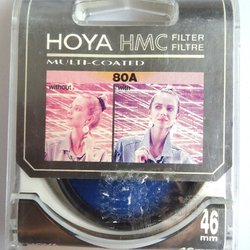 HOYA HMC FILTER
FILTRE
MULTI-COATED
80A
without
with
46
mm